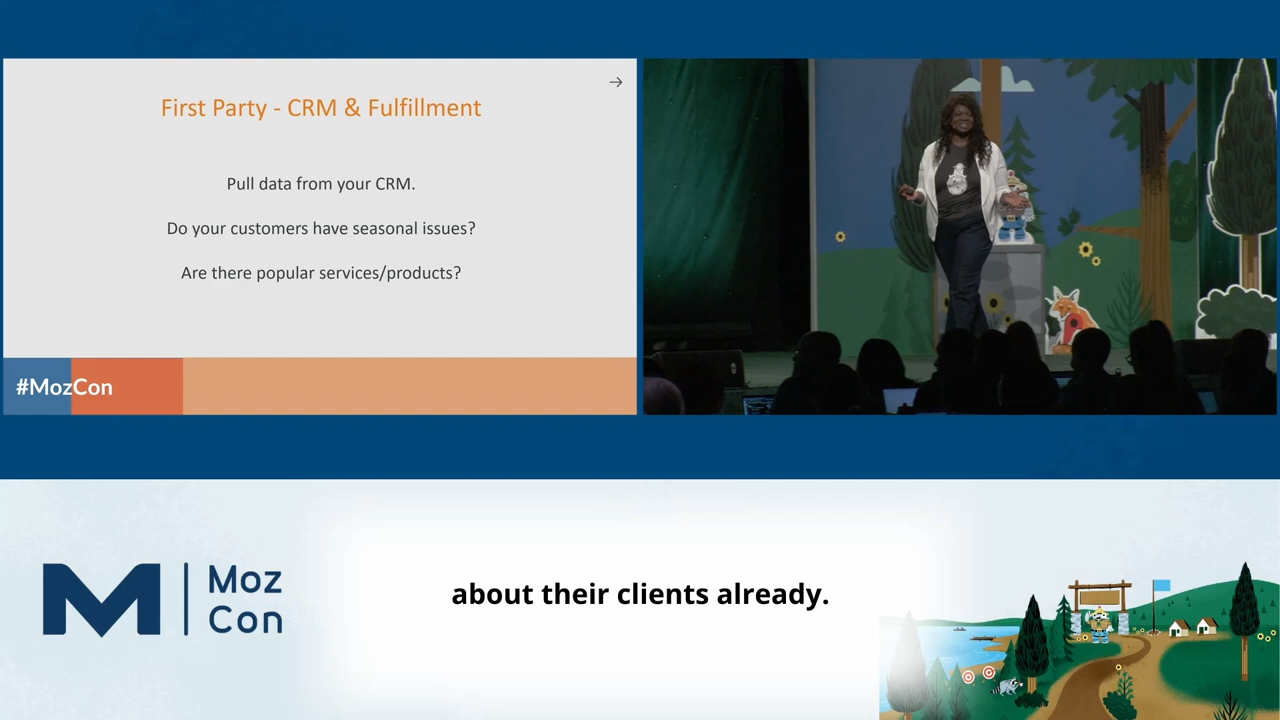 First Party - CRM & Fulfillment
Pull data from your CRM.
Do your customers have seasonal issues?
Are there popular services/products?
#MozCon
Moz
Con
about their clients already.